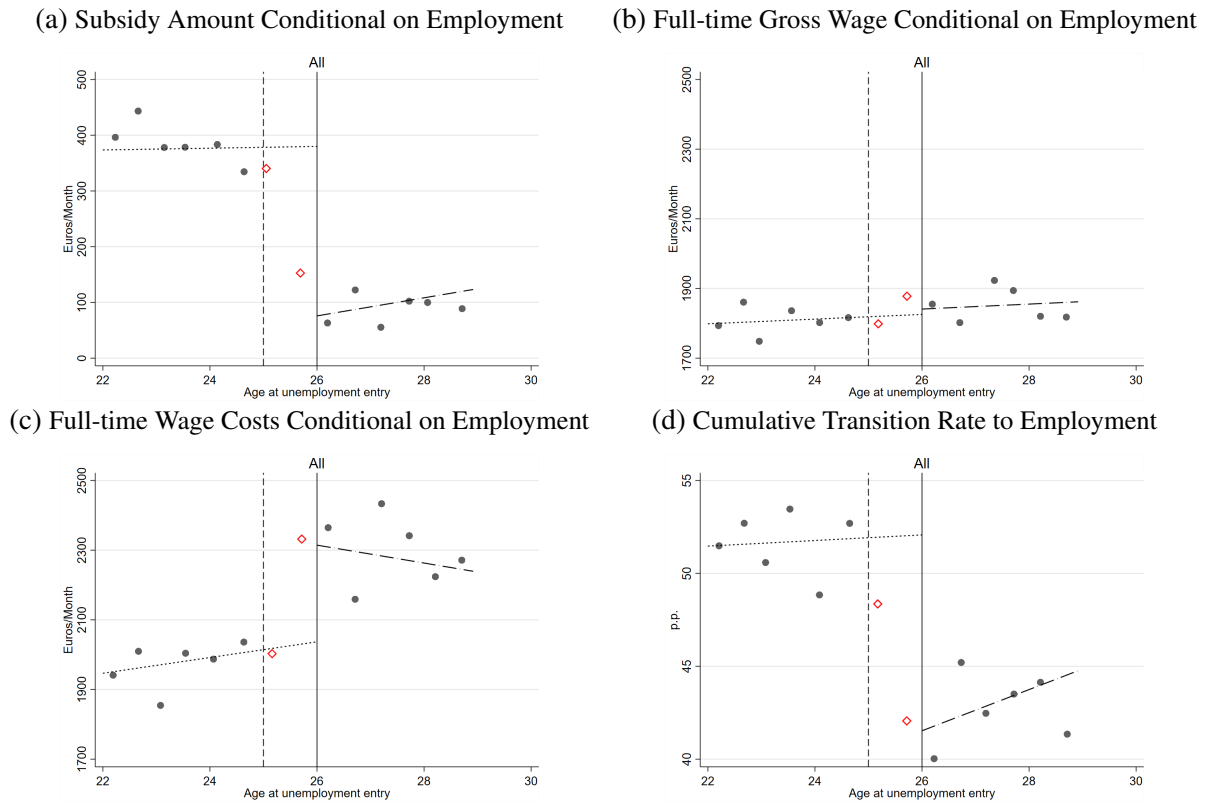 (a) Subsidy Amount Conditional on Employment
All
Euros/Month
500
400
300
200
100
0
22 24 26 28 30
Age at unemployment entry
(b) Full-time Gross Wage Conditional on Employment
All
Euros/Month
2500
2300
2100
1900
1700
22 24 26 28 30
Age at unemployment entry
(c) Full-time Wage Costs Conditional on Employment
All
Euros/Month
2500
2300
2100
1900
1700
22 24 26 28 30
Age at unemployment entry
(d) Cumulative Transition Rate to Employment
All
p.p.
55
50
45
40
22 24 26 28 30
Age at unemployment entry